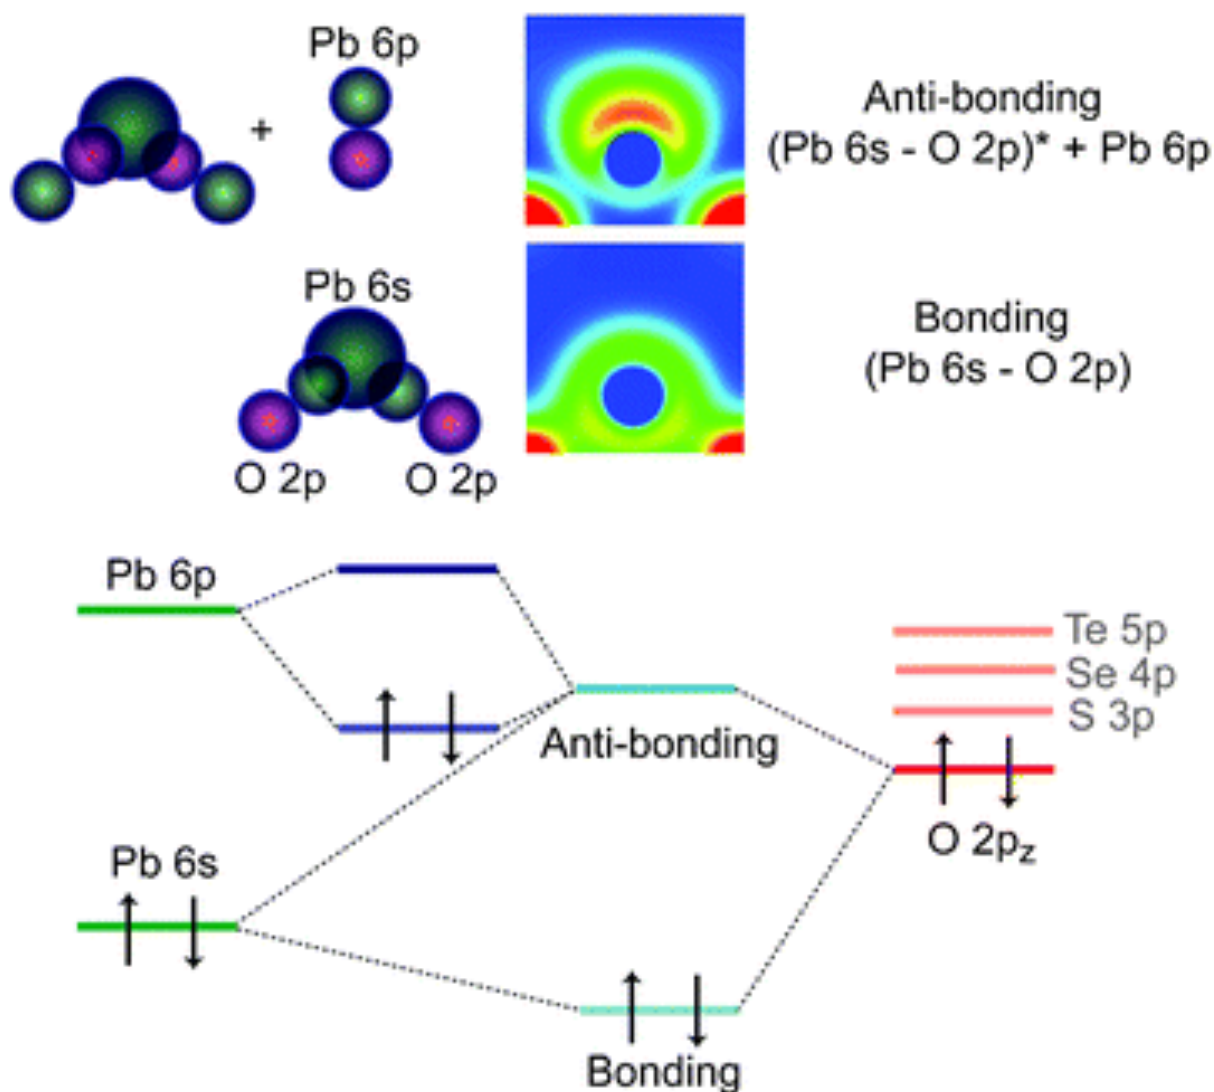 Pb 6p
+
Anti-bonding
(Pb 6s - O 2p)* + Pb 6p
Pb 6s
O 2p
O 2p
Bonding
(Pb 6s - O 2p)
Pb 6p
Te 5p
Se 4p
S 3p
Anti-bonding
O 2pz
Pb 6s
Bonding